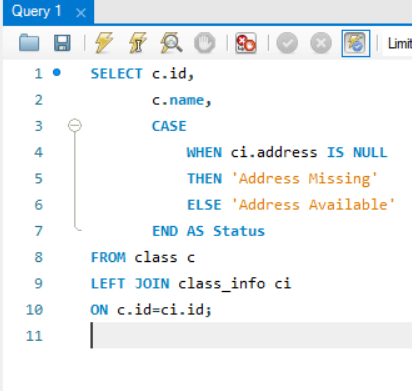 Query 1 ×
Limit
1 SELECT c.id,
2 c.name,
3 CASE
4 WHEN ci.address IS NULL
5 THEN 'Address Missing'
6 ELSE 'Address Available'
7 END AS Status
8 FROM class c
9 LEFT JOIN class_info ci
10 ON c.id=ci.id;
11